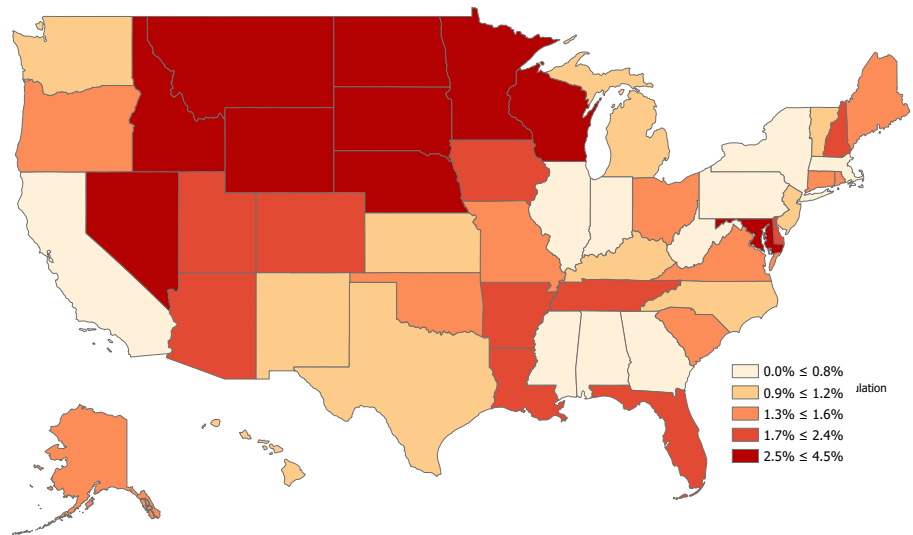 0.0% ≤ 0.8%
0.9% ≤ 1.2%
ulation
1.3% ≤ 1.6%
1.7% ≤ 2.4%
2.5% ≤ 4.5%